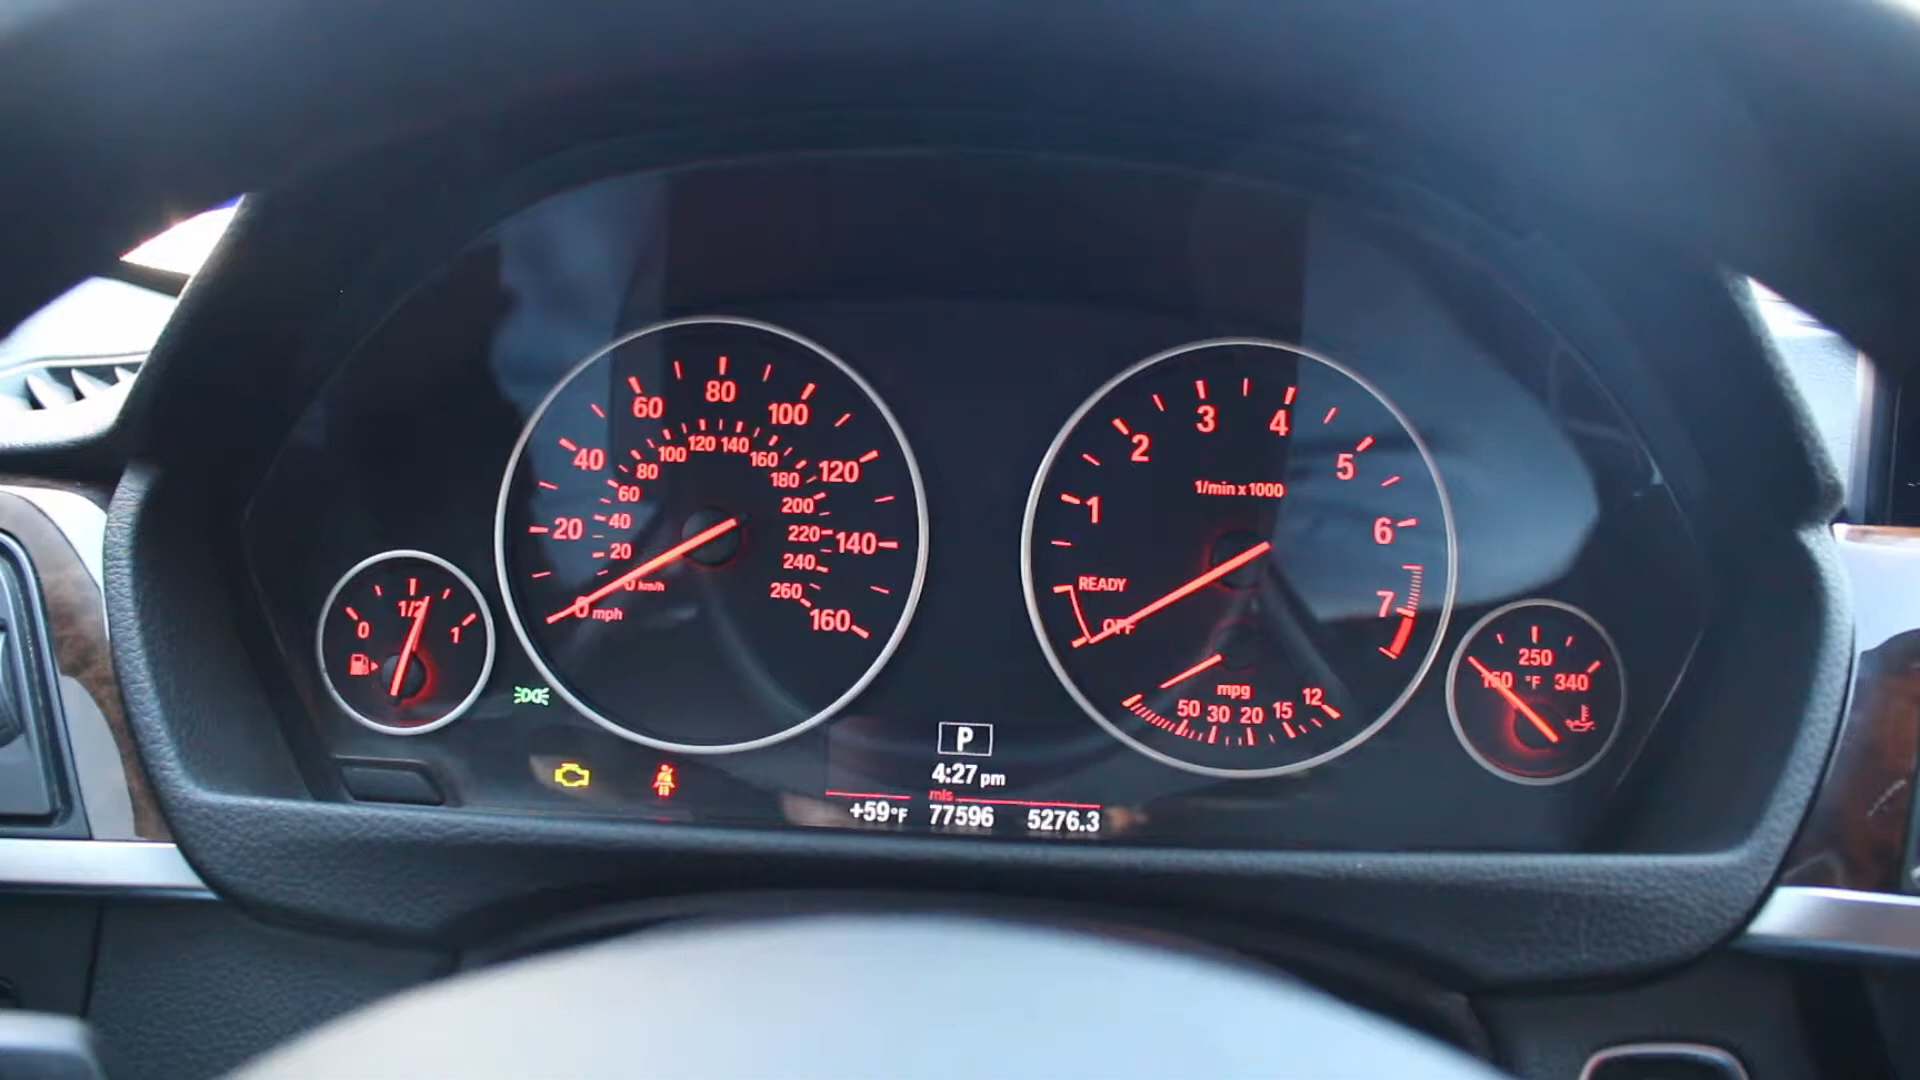 0
1/2
1
0 mph
20
40
60
80
100
120
140
160
0 km/h
20
40
60
80
100
120
140
160
180
200
220
240
260
1/min x 1000
OFF
READY
1
2
3
4
5
6
7
mpg
50 30 20 15 12
150 °F 340
250
P
4:27 pm
mls
+59°F 77596 5276.3